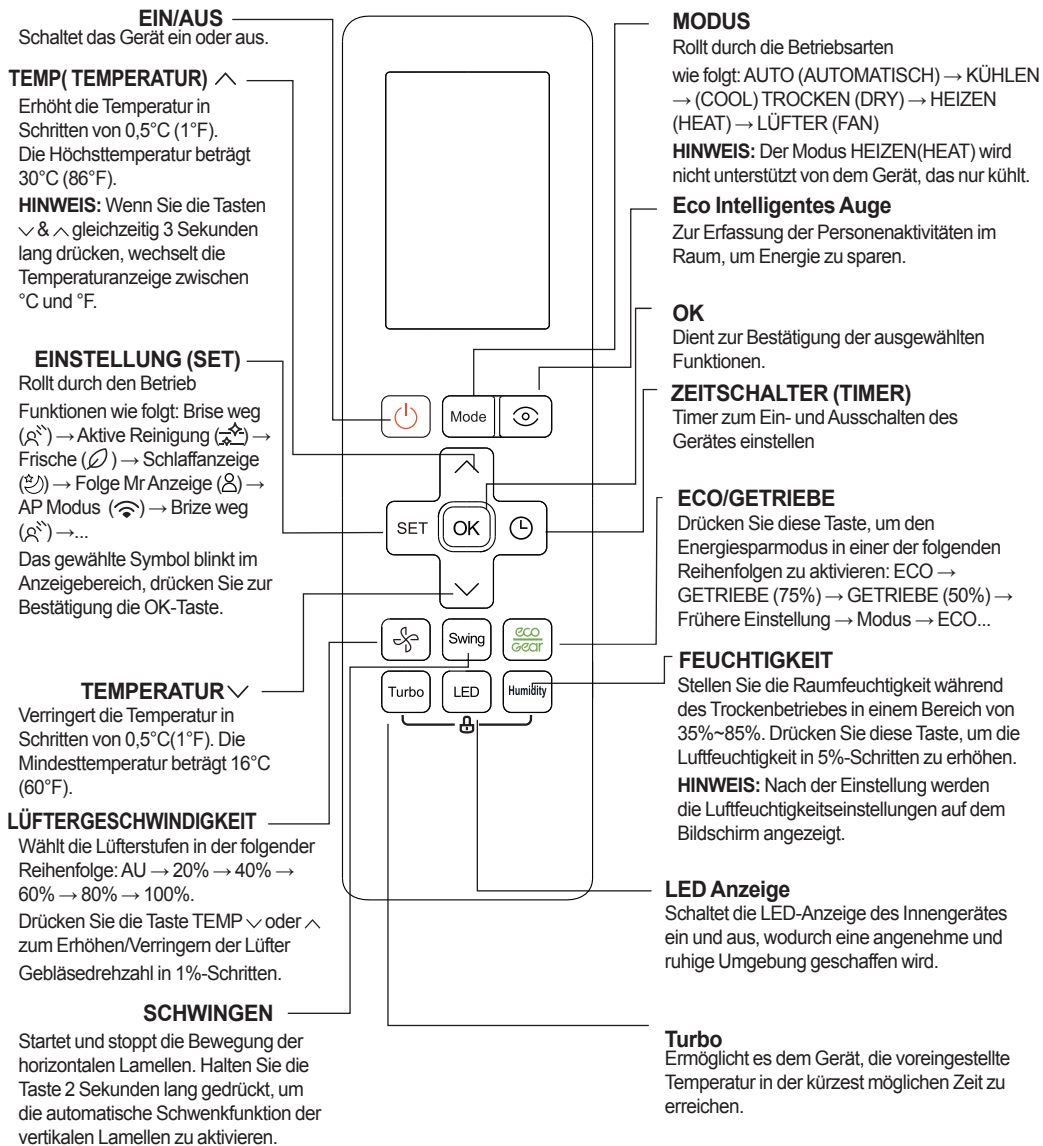 EIN/AUS
Schaltet das Gerät ein oder aus.
TEMP( TEMPERATUR) ︿
Erhöht die Temperatur in
Schritten von 0,5°C (1°F).
Die Höchsttemperatur beträgt
30°C (86°F).
HINWEIS: Wenn Sie die Tasten
﹀ & ︿ gleichzeitig 3 Sekunden
lang drücken, wechselt die
Temperaturanzeige zwischen
°C und °F.
EINSTELLUNG (SET)
Rollt durch den Betrieb
Funktionen wie folgt: Brise weg
( ) → Aktive Reinigung ( ) →
Frische ( ) → Schlaffanzeige
( ) → Folge Mr Anzeige ( ) →
AP Modus ( ) → Brize weg
( ) →...
Das gewählte Symbol blinkt im
Anzeigebereich, drücken Sie zur
Bestätigung die OK-Taste.
TEMPERATUR ﹀
Verringert die Temperatur in
Schritten von 0,5°C(1°F). Die
Mindesttemperatur beträgt 16°C
(60°F).
LÜFTERGESCHWINDIGKEIT
Wählt die Lüfterstufen in der folgender
Reihenfolge: AU → 20% → 40% →
60% → 80% → 100%.
Drücken Sie die Taste TEMP ﹀ oder ︿
zum Erhöhen/Verringern der Lüfter
Gebläsedrehzahl in 1%-Schritten.
SCHWINGEN
Startet und stoppt die Bewegung der
horizontalen Lamellen. Halten Sie die
Taste 2 Sekunden lang gedrückt, um
die automatische Schwenkfunktion der
vertikalen Lamellen zu aktivieren.
Mode
SET
OK
Swing
eco
Gear
Turbo
LED
Humidity
MODUS
Rollt durch die Betriebsarten
wie folgt: AUTO (AUTOMATISCH) → KÜHLEN
→ (COOL) TROCKEN (DRY) → HEIZEN
(HEAT) → LÜFTER (FAN)
HINWEIS: Der Modus HEIZEN(HEAT) wird
nicht unterstützt von dem Gerät, das nur kühlt.
Eco Intelligentes Auge
Zur Erfassung der Personenaktivitäten im
Raum, um Energie zu sparen.
OK
Dient zur Bestätigung der ausgewählten
Funktionen.
ZEITSCHALTER (TIMER)
Timer zum Ein- und Ausschalten des
Gerätes einstellen
ECO/GETRIEBE
Drücken Sie diese Taste, um den
Energiesparmodus in einer der folgenden
Reihenfolgen zu aktivieren: ECO →
GETRIEBE (75%) → GETRIEBE (50%) →
Frühere Einstellung → Modus → ECO...
FEUCHTIGKEIT
Stellen Sie die Raumfeuchtigkeit während
des Trockenbetriebes in einem Bereich von
35%~85%. Drücken Sie diese Taste, um die
Luftfeuchtigkeit in 5%-Schritten zu erhöhen.
HINWEIS: Nach der Einstellung werden
die Luftfeuchtigkeitseinstellungen auf dem
Bildschirm angezeigt.
LED Anzeige
Schaltet die LED-Anzeige des Innengerätes
ein und aus, wodurch eine angenehme und
ruhige Umgebung geschaffen wird.
Turbo
Ermöglicht es dem Gerät, die voreingestellte
Temperatur in der kürzest möglichen Zeit zu
erreichen.